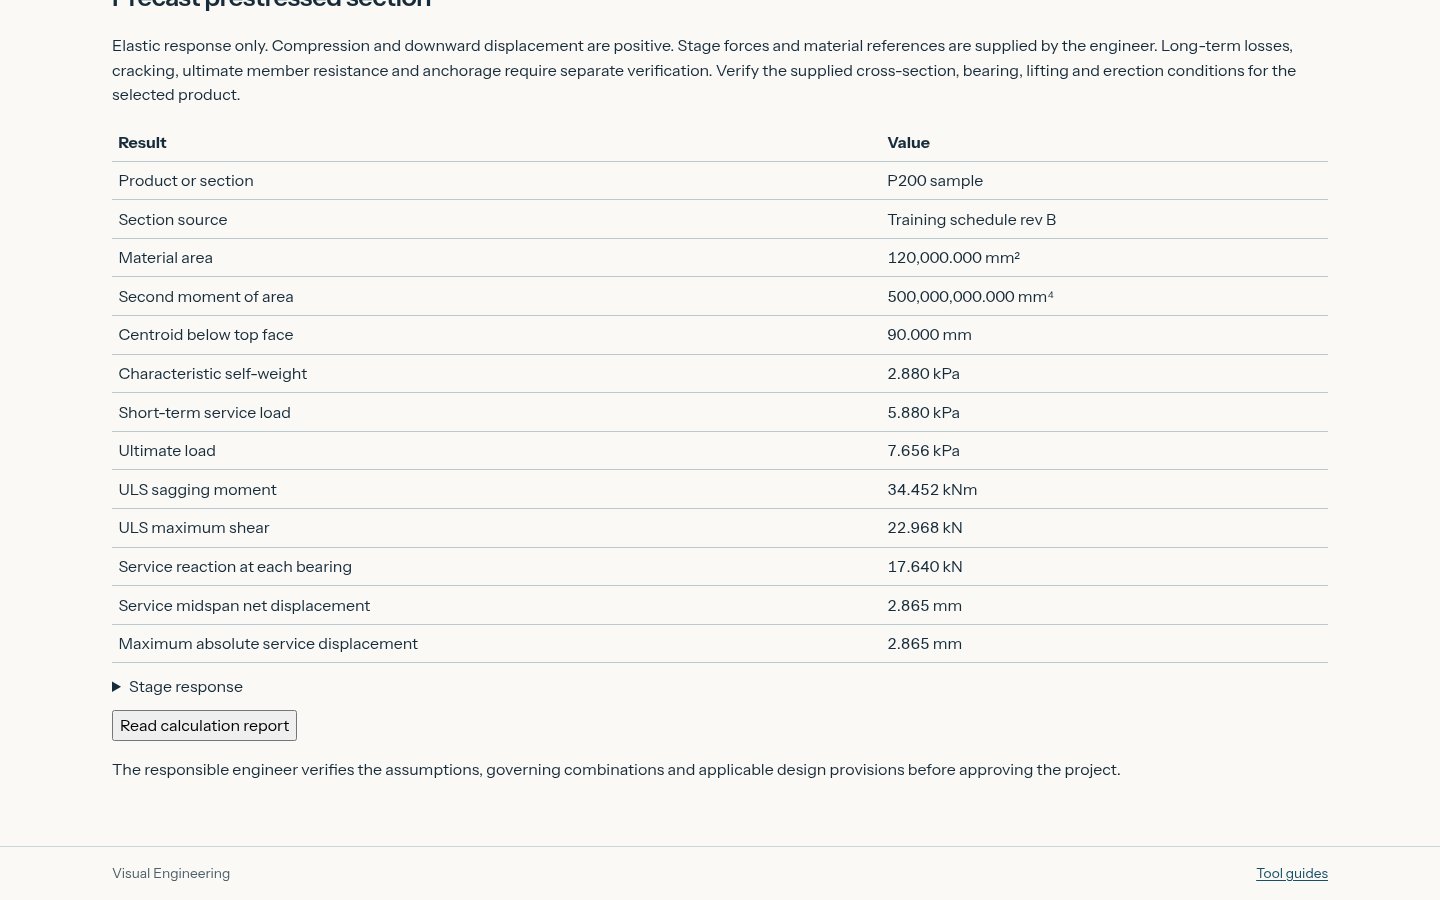 Precast prestressed section
Elastic response only. Compression and downward displacement are positive. Stage forces and material references are supplied by the engineer. Long-term losses,
cracking, ultimate member resistance and anchorage require separate verification. Verify the supplied cross-section, bearing, lifting and erection conditions for the
selected product.
Result Value
Product or section P200 sample
Section source Training schedule rev B
Material area 120,000.000 mm²
Second moment of area 500,000,000.000 mm⁴
Centroid below top face 90.000 mm
Characteristic self-weight 2.880 kPa
Short-term service load 5.880 kPa
Ultimate load 7.656 kPa
ULS sagging moment 34.452 kNm
ULS maximum shear 22.968 kN
Service reaction at each bearing 17.640 kN
Service midspan net displacement 2.865 mm
Maximum absolute service displacement 2.865 mm
Stage response
Read calculation report
The responsible engineer verifies the assumptions, governing combinations and applicable design provisions before approving the project.
Visual Engineering Tool guides